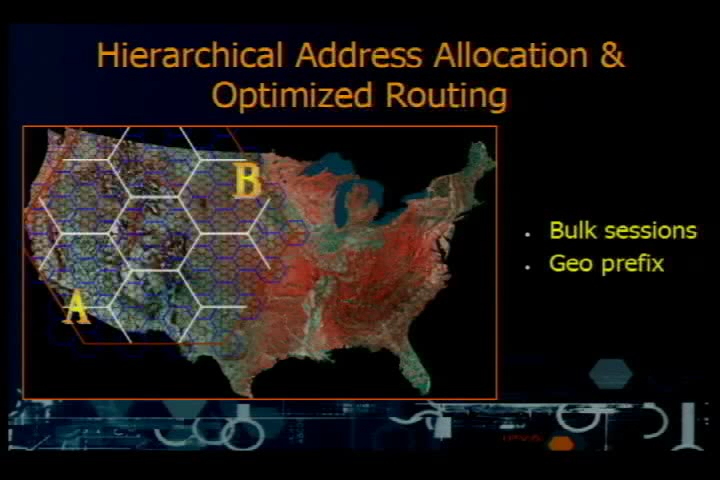 Hierarchical Address Allocation &
Optimized Routing
B
A
• Bulk sessions
• Geo prefix